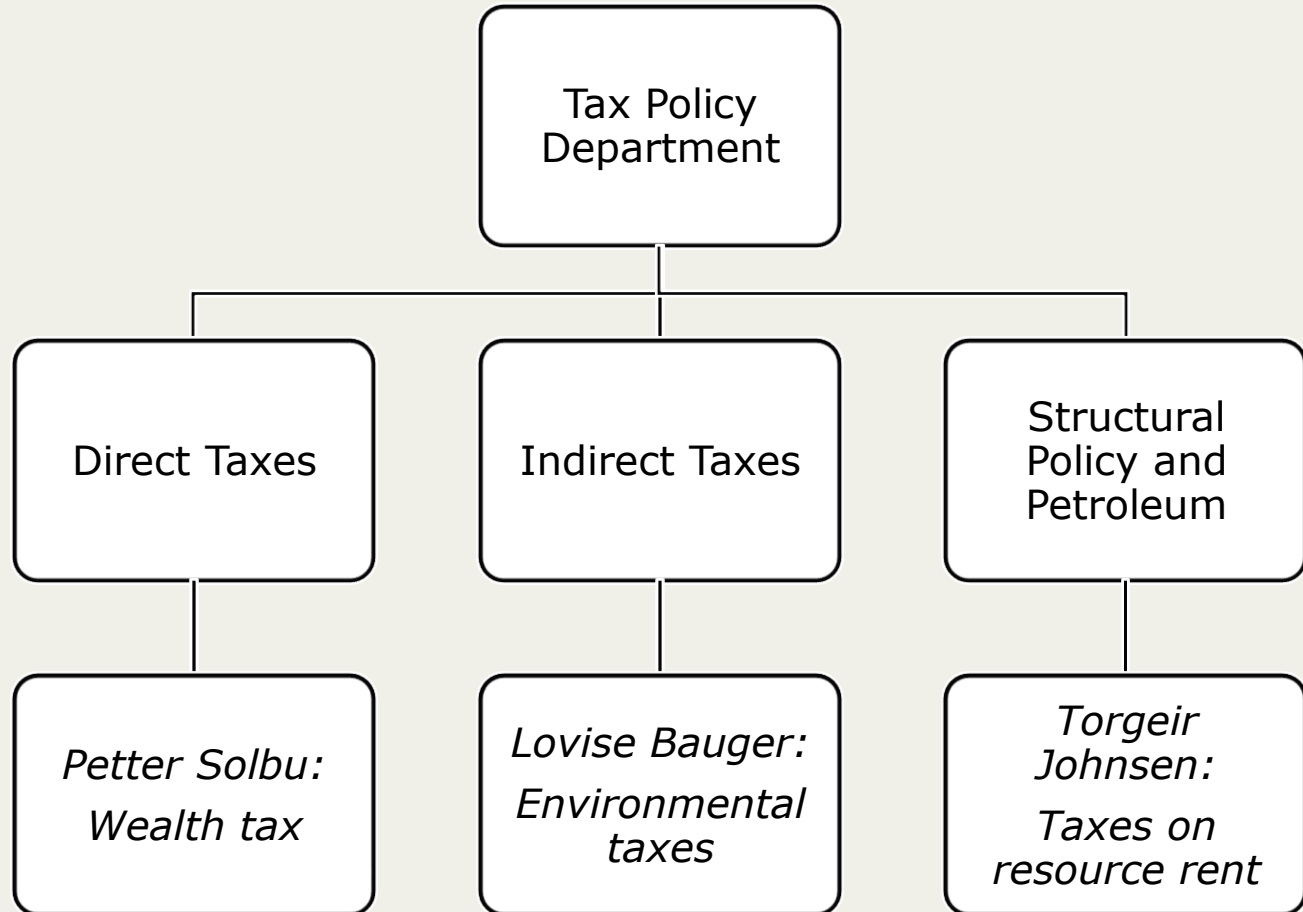 Tax Policy
Department
Direct Taxes
Indirect Taxes
Structural
Policy and
Petroleum
Petter Solbu:
Wealth tax
Lovise Bauger:
Environmental
taxes
Torgeir
Johnsen:
Taxes on
resource rent